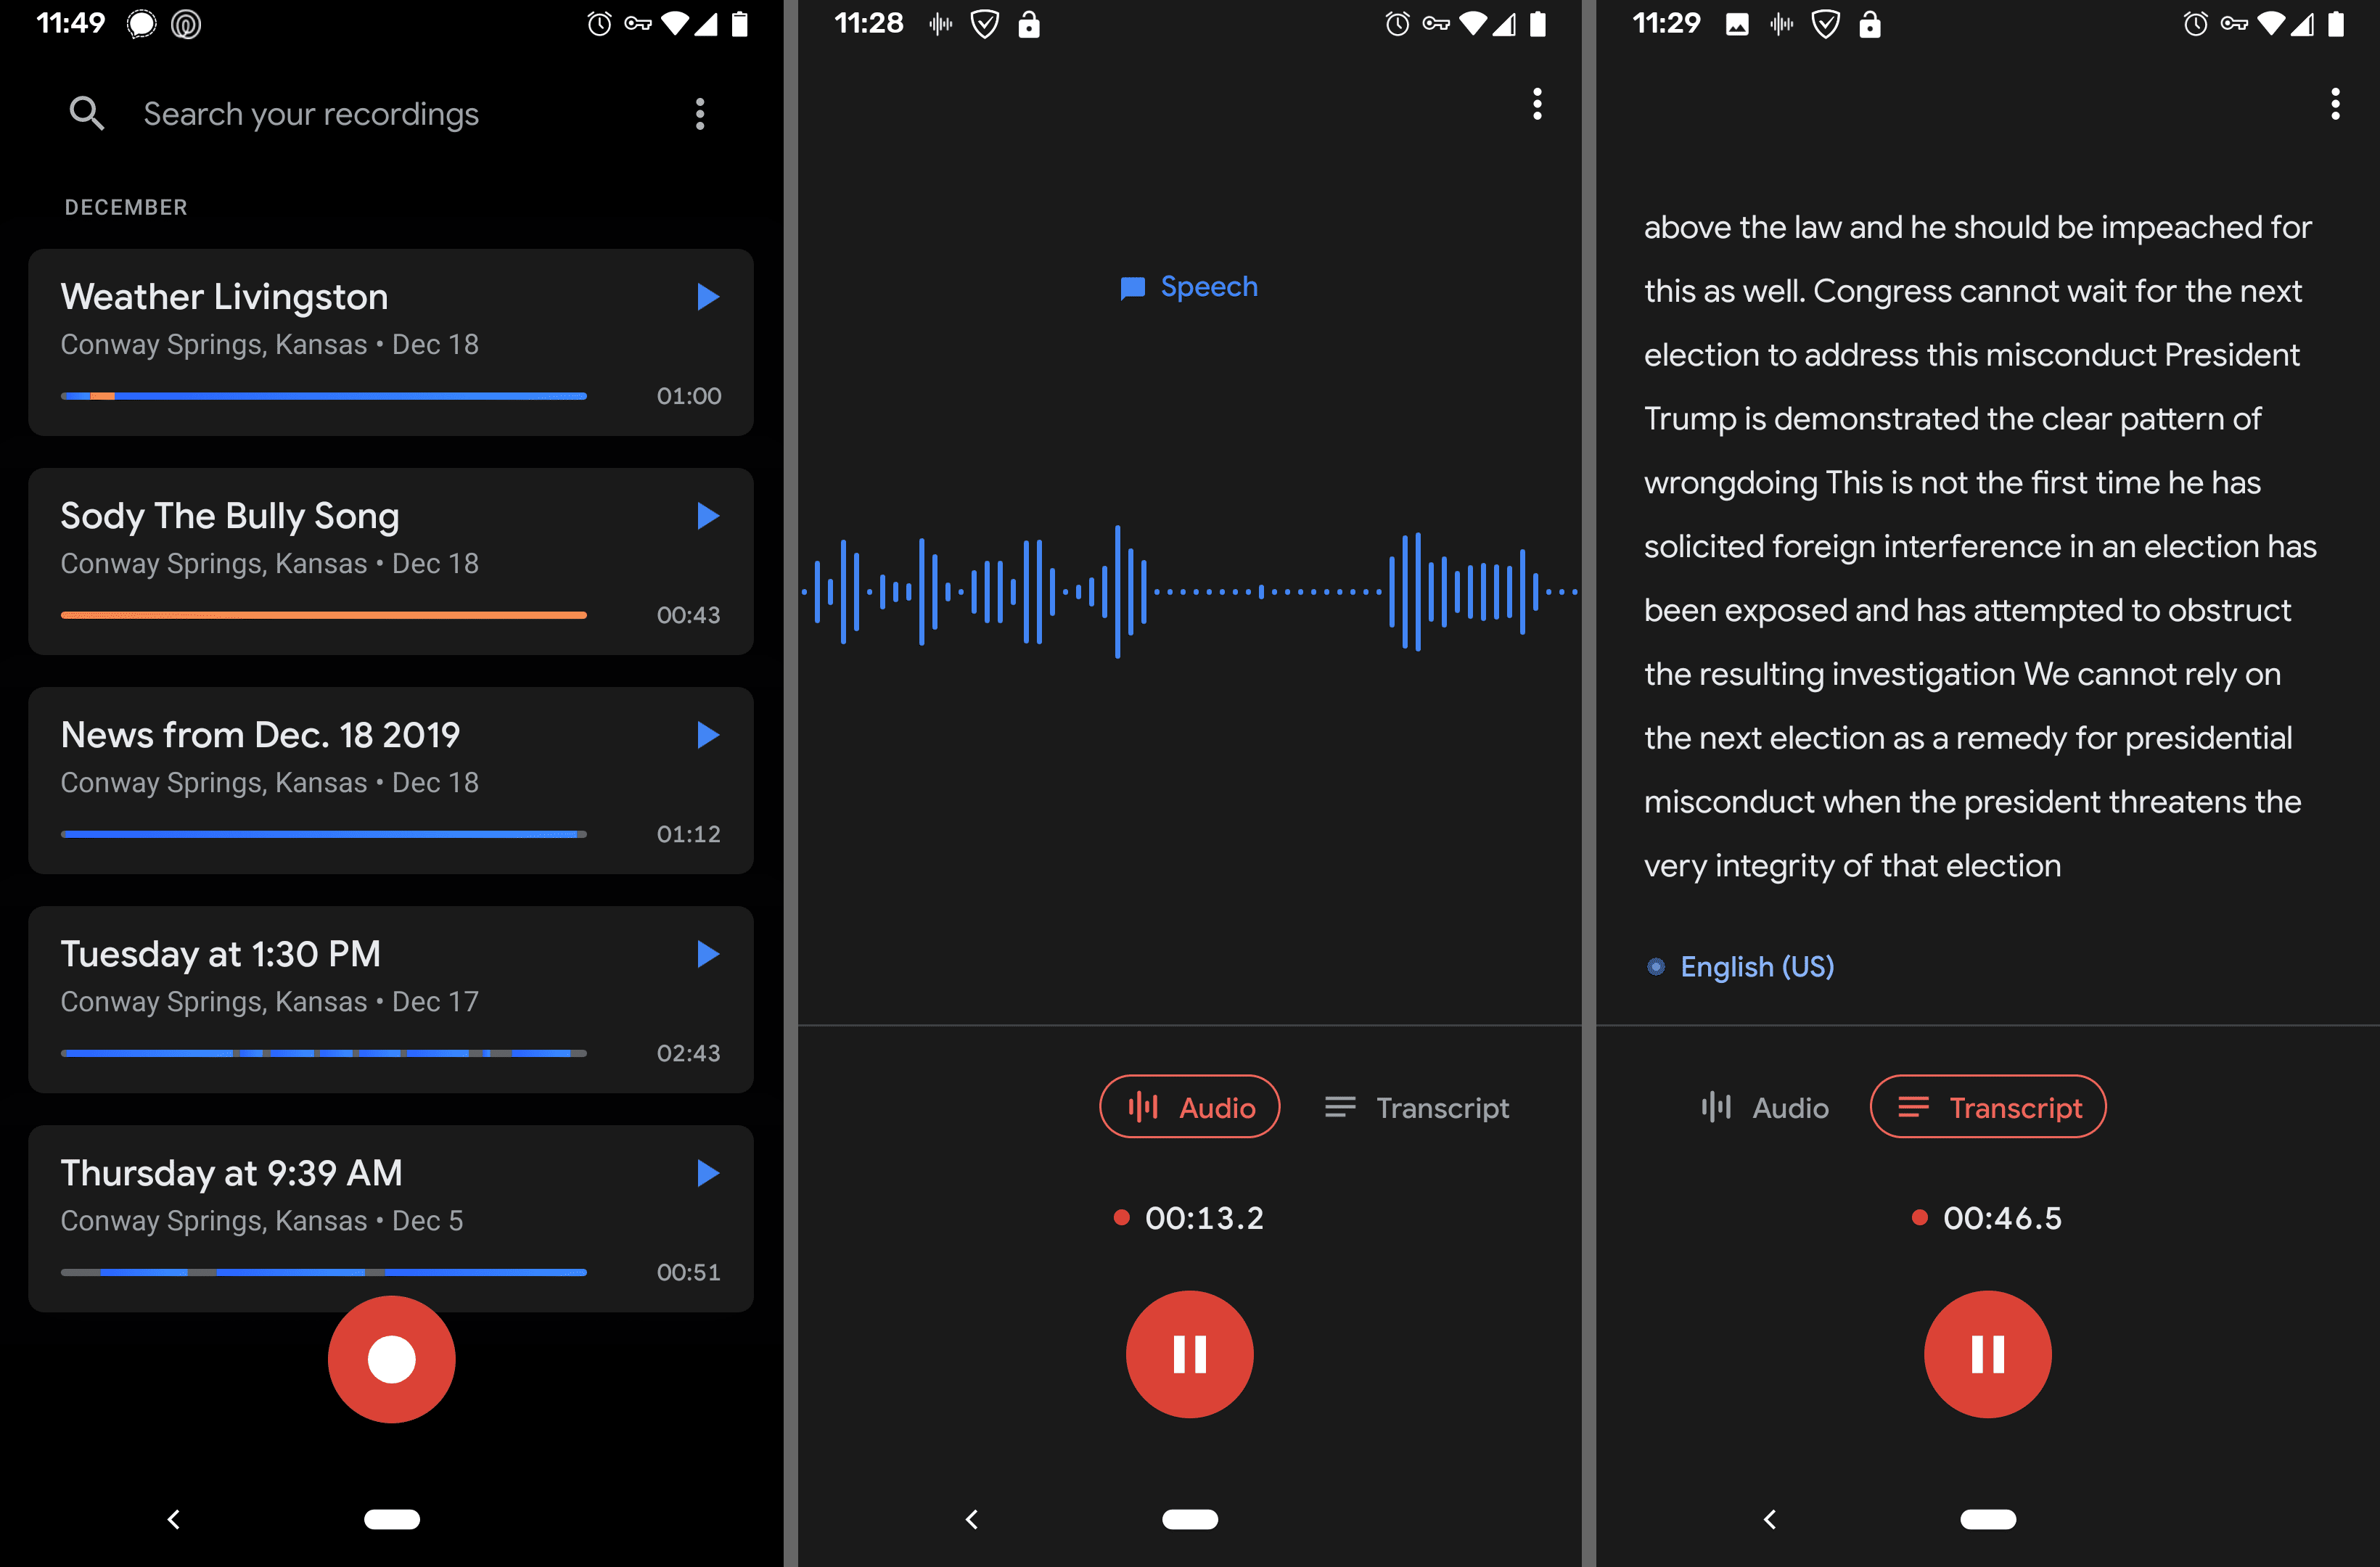 11:49
Search your recordings
DECEMBER
Weather Livingston
Conway Springs, Kansas • Dec 18
01:00
Sody The Bully Song
Conway Springs, Kansas • Dec 18
00:43
News from Dec. 18 2019
Conway Springs, Kansas • Dec 18
01:12
Tuesday at 1:30 PM
Conway Springs, Kansas • Dec 17
02:43
Thursday at 9:39 AM
Conway Springs, Kansas • Dec 5
00:51
11:28
Speech
Audio
Transcript
00:13.2
11:29
above the law and he should be impeached for
this as well. Congress cannot wait for the next
election to address this misconduct President
Trump is demonstrated the clear pattern of
wrongdoing This is not the first time he has
solicited foreign interference in an election has
been exposed and has attempted to obstruct
the resulting investigation We cannot rely on
the next election as a remedy for presidential
misconduct when the president threatens the
very integrity of that election
English (US)
Audio
Transcript
00:46.5